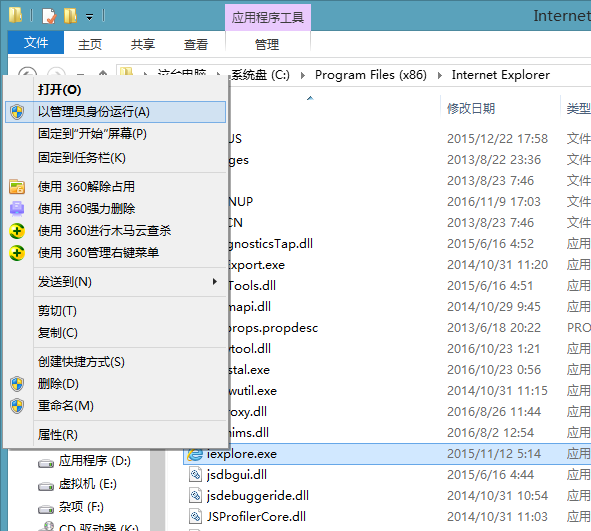 应用程序工具
Internet
文件 主页 共享 查看 管理
这台电脑 系统盘 (C:) Program Files (x86) Internet Explorer
修改日期 类型
打开(O)
以管理员身份运行(A)
固定到"开始"屏幕(P)
固定到任务栏(K)
使用 360解除占用
使用 360强力删除
使用 360进行木马云查杀
使用 360管理右键菜单
发送到(N)
剪切(T)
复制(C)
创建快捷方式(S)
删除(D)
重命名(M)
属性(R)
US 2015/12/22 17:58 文件
ges 2013/8/22 23:36 文件
2013/8/23 7:46 文件
NUP 2016/11/9 17:03 文件
CN 2013/8/23 7:46 文件
gnosticsTap.dll 2015/6/16 4:52 应用
Export.exe 2014/10/31 11:20 应用
Tools.dll 2015/6/16 4:51 应用
mapi.dll 2014/10/29 9:45 应用
props.propdesc 2013/6/18 20:22 PRO
ytool.dll 2016/10/23 1:21 应用
stal.exe 2016/10/23 0:56 应用
wutil.exe 2014/10/31 11:15 应用
oxy.dll 2016/8/26 11:44 应用
nims.dll 2016/8/2 12:54 应用
iexplore.exe 2015/11/12 5:14 应用
jsdbgui.dll 2015/6/16 4:44 应用
jsdebuggeride.dll 2014/10/31 10:54 应用
JSProfilerCore.dll 2014/10/31 11:03 应用
应用程序 (D:)
虚拟机 (E:)
杂项 (F:)
CD 驱动器 (K:)